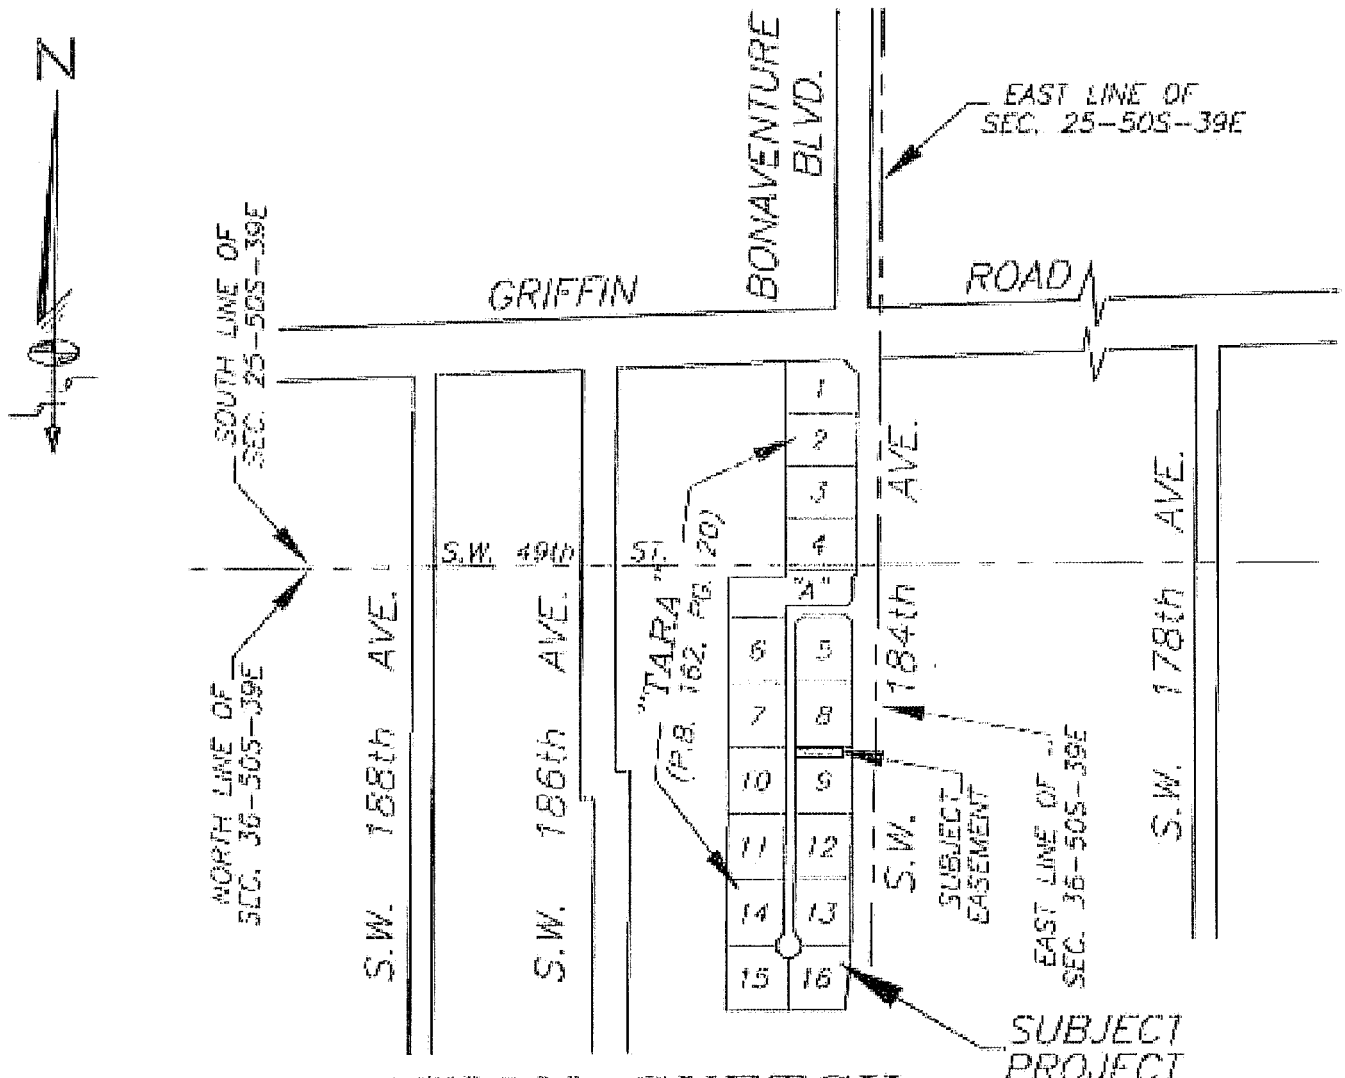 N
BONAVENTURE
BLVD.
EAST LINE OF
SEC. 25-50S-39E
SOUTH LINE OF
SEC. 25-50S-39E
GRIFFIN
ROAD
1
2
3
4
S.W. 49th ST.
"A"
"TARA"
(P.B. 162, PG. 20)
6
5
7
8
10
9
11
12
14
13
15
16
NORTH LINE OF
SEC. 36-50S-39E
S.W. 188th AVE.
S.W. 186th AVE.
S.W. 184th AVE.
S.W. 178th AVE.
SUBJECT
EASEMENT
EAST LINE OF
SEC. 36-50S-39E
SUBJECT
PROJECT